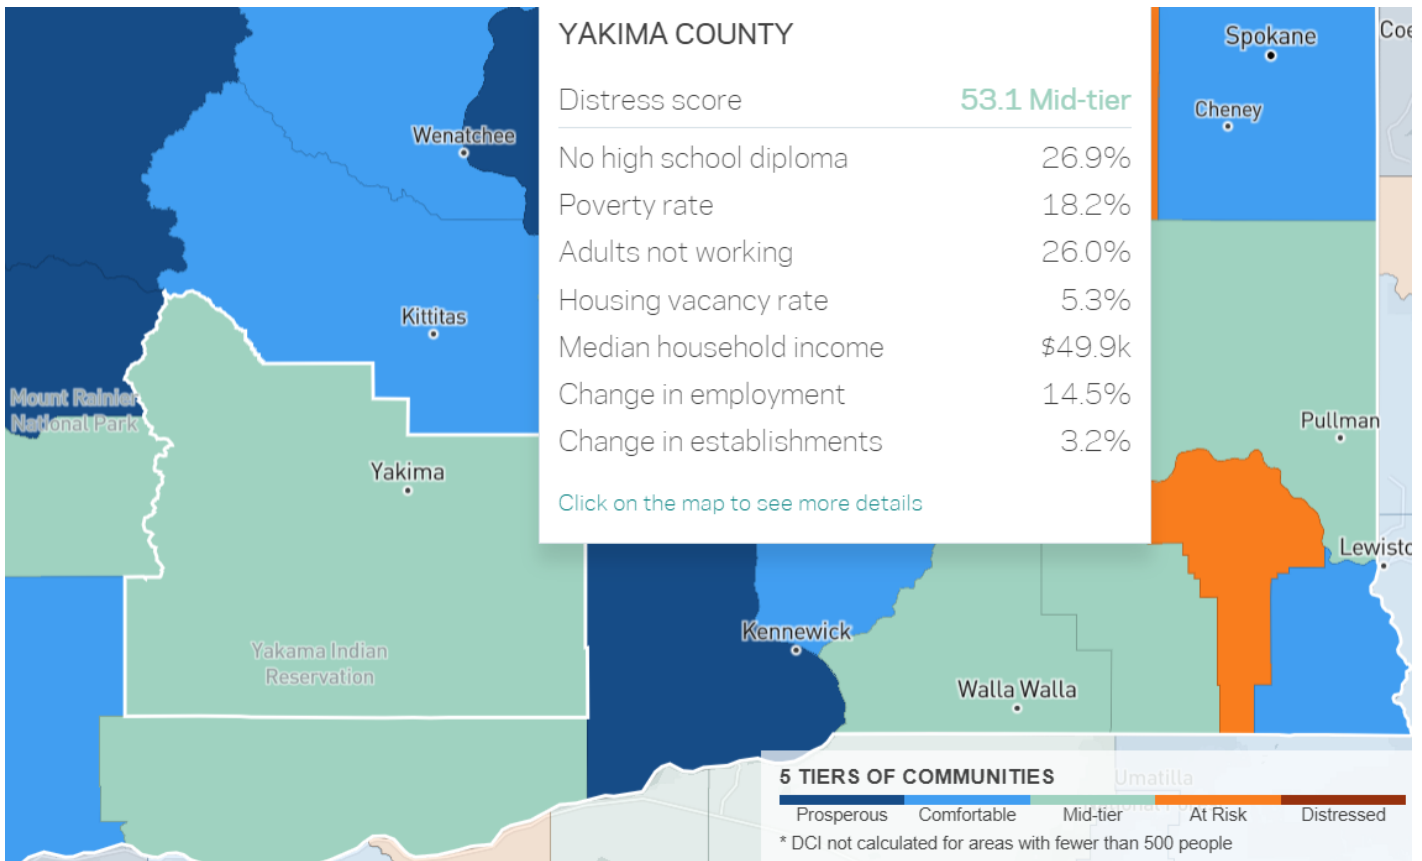 YAKIMA COUNTY
Distress score 53.1 Mid-tier
No high school diploma 26.9%
Poverty rate 18.2%
Adults not working 26.0%
Housing vacancy rate 5.3%
Median household income $49.9k
Change in employment 14.5%
Change in establishments 3.2%
Click on the map to see more details
Spokane
Cheney
Wenatchee
Kittitas
Mount Rainier
National Park
Yakima
Pullman
Yakama Indian
Reservation
Kennewick
Walla Walla
Umatilla
5 TIERS OF COMMUNITIES
Prosperous Comfortable Mid-tier At Risk Distressed
* DCI not calculated for areas with fewer than 500 people